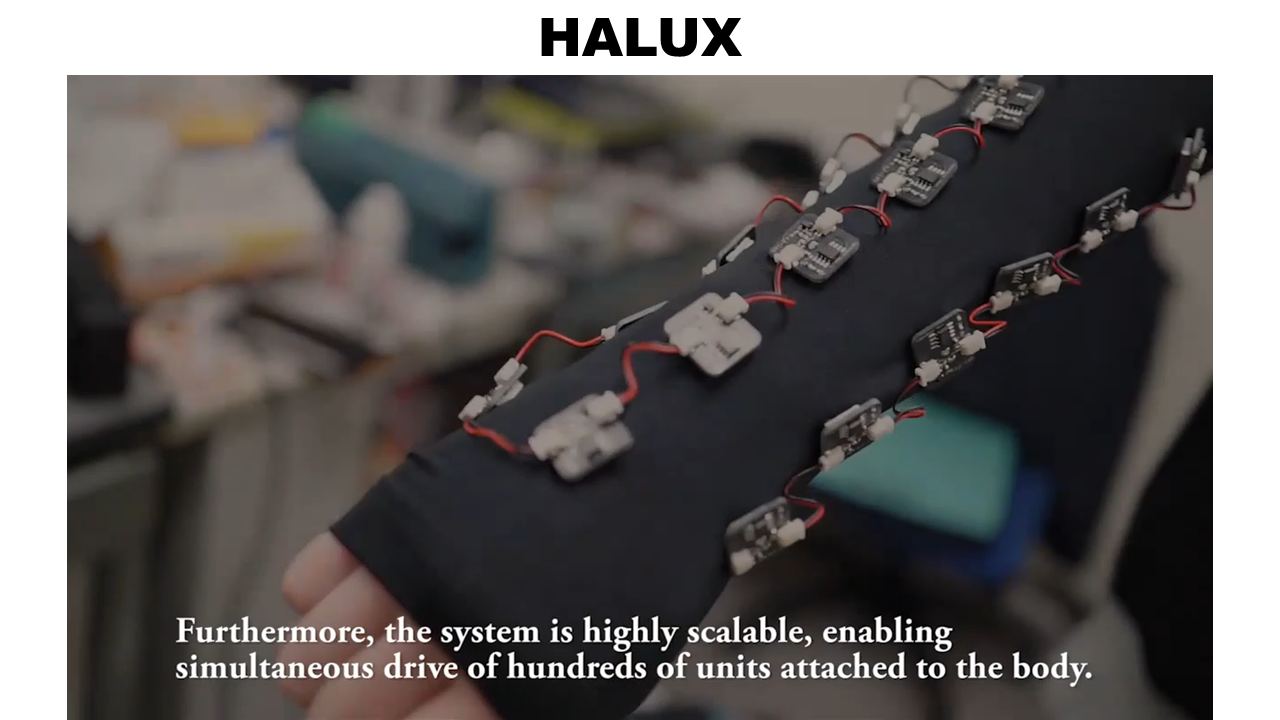 HALUX
Furthermore, the system is highly scalable, enabling
simultaneous drive of hundreds of units attached to the body.